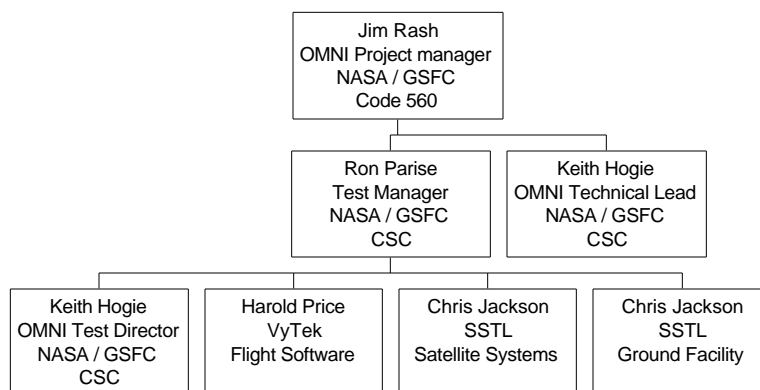 Jim Rash
OMNI Project manager
NASA / GSFC
Code 560
Ron Parise
Test Manager
NASA / GSFC
CSC
Keith Hogie
OMNI Technical Lead
NASA / GSFC
CSC
Keith Hogie
OMNI Test Director
NASA / GSFC
CSC
Harold Price
VyTek
Flight Software
Chris Jackson
SSTL
Satellite Systems
Chris Jackson
SSTL
Ground Facility